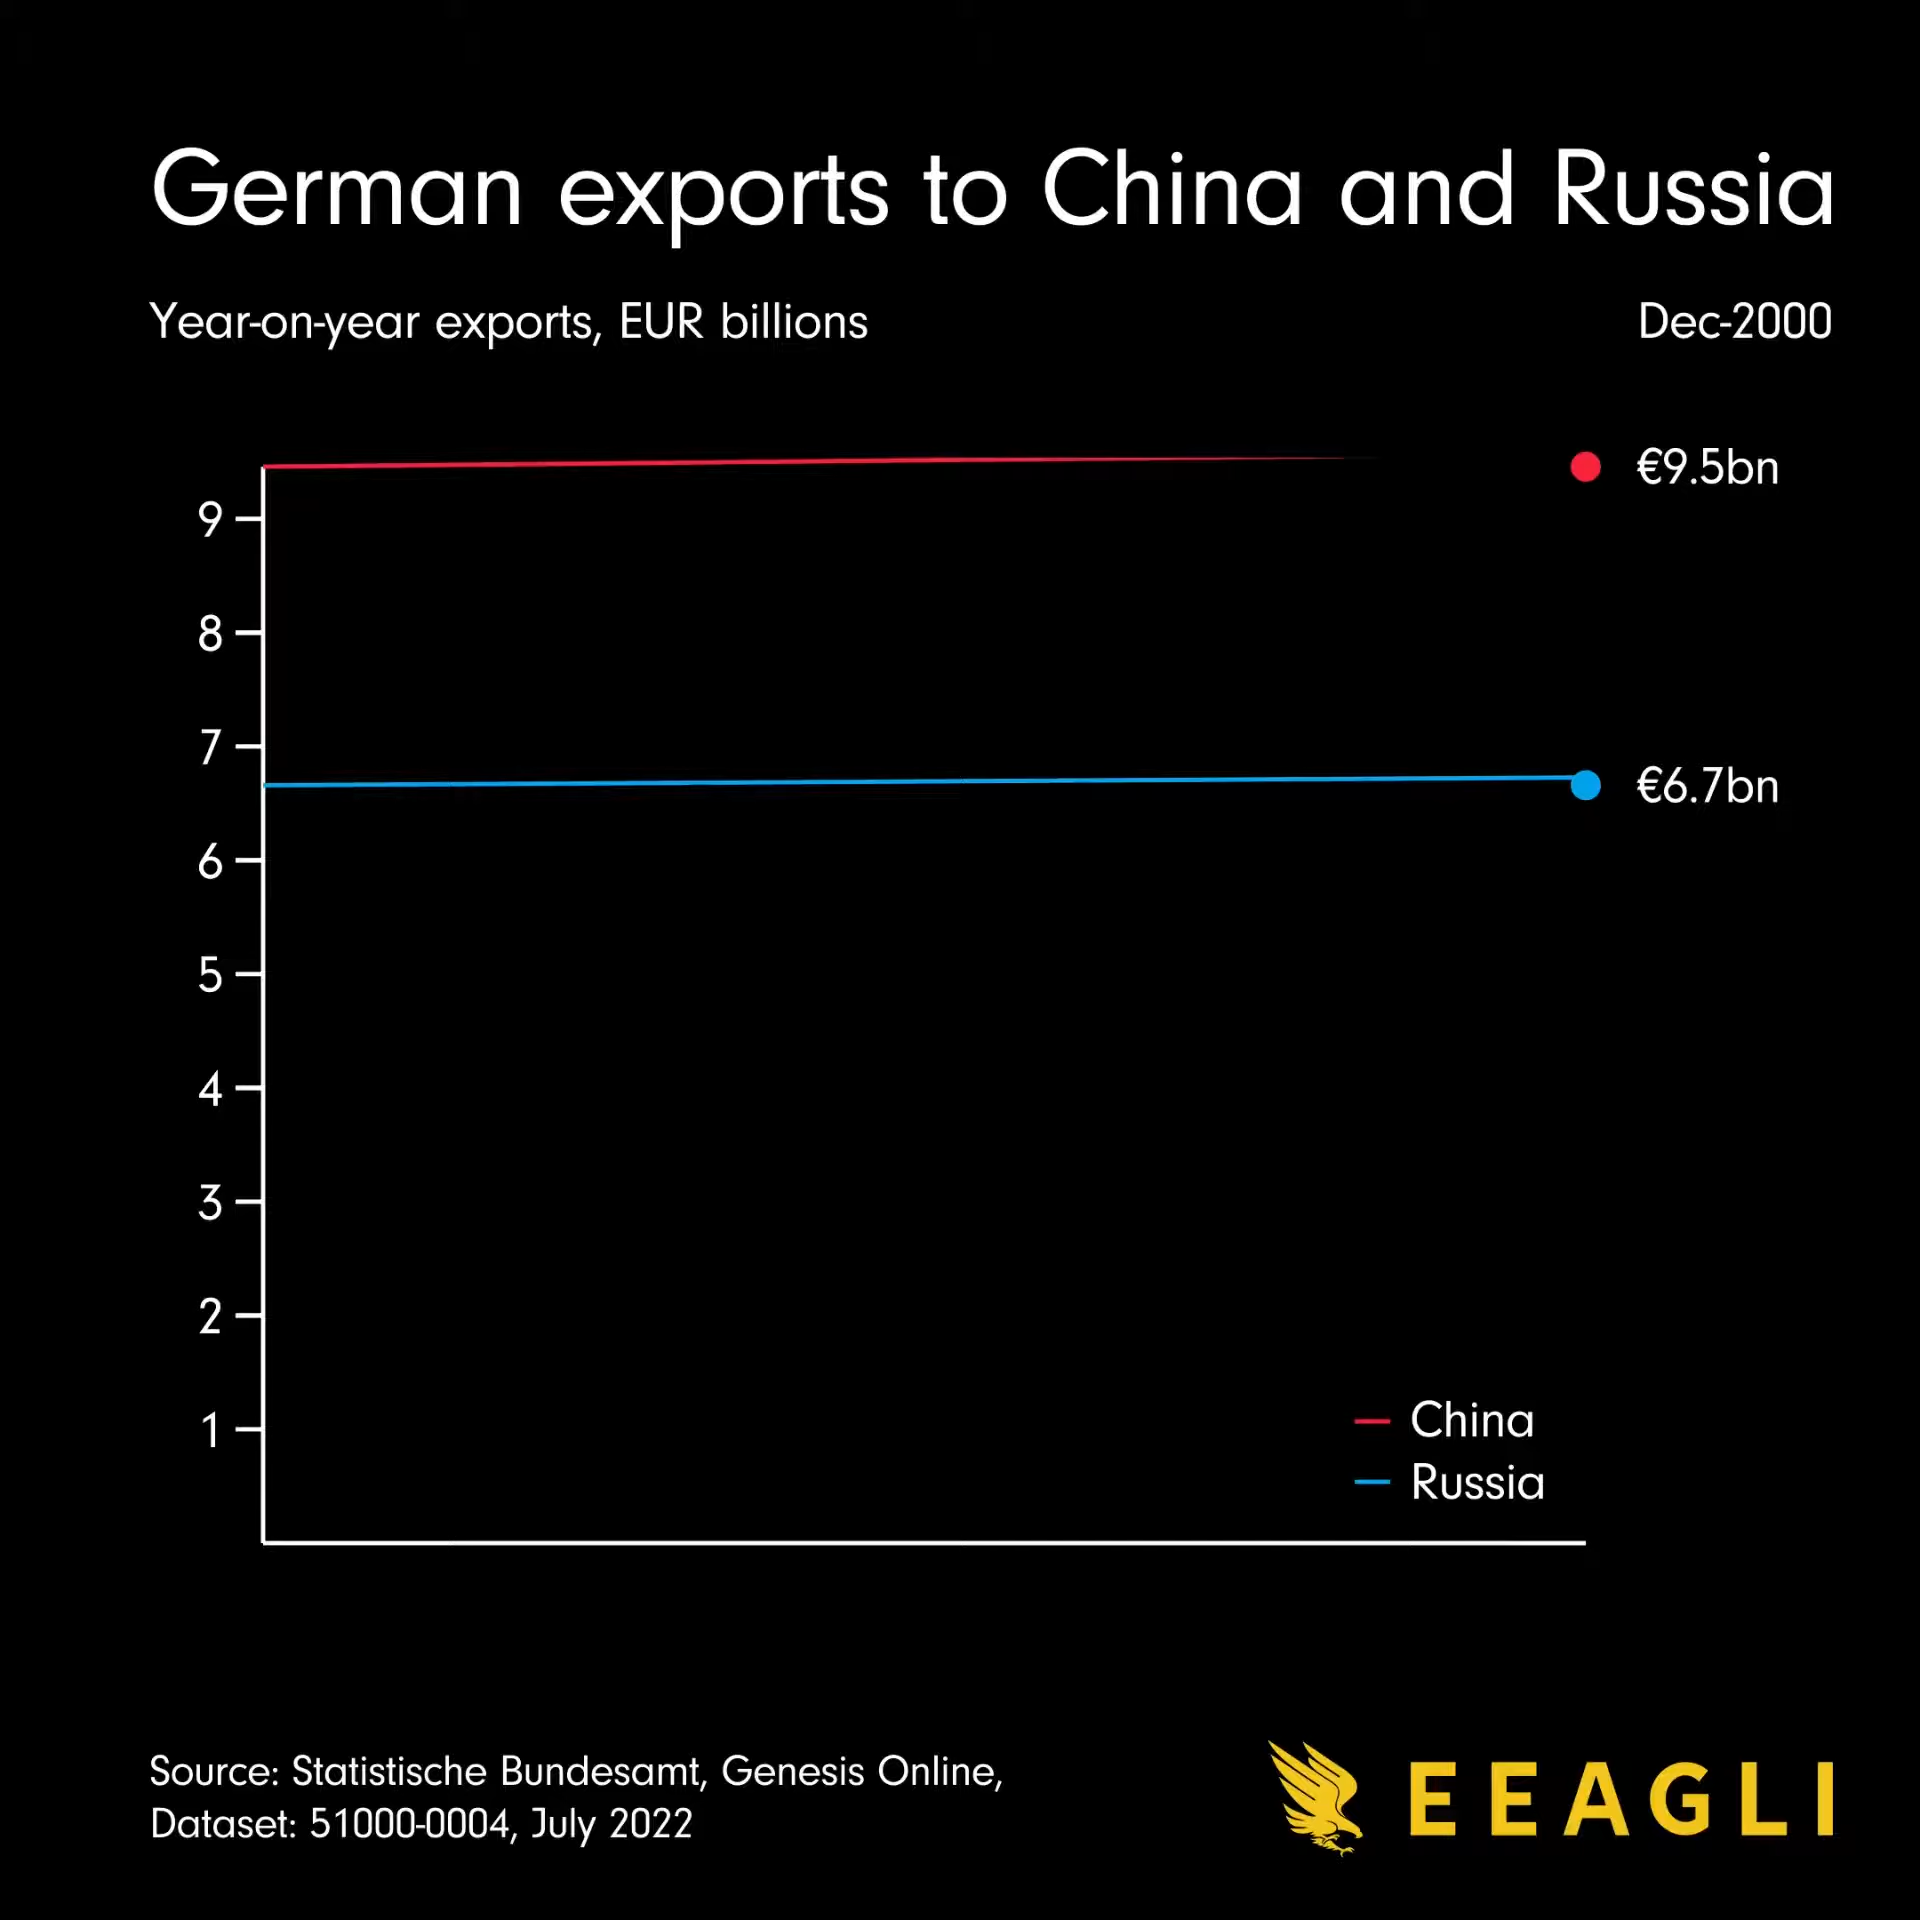 German exports to China and Russia
Year-on-year exports, EUR billions
Dec-2000
€9.5bn
9
8
7
€6.7bn
6
5
4
3
2
1
China
Russia
Source: Statistische Bundesamt, Genesis Online,
Dataset: 51000-0004, July 2022
EEAGLI